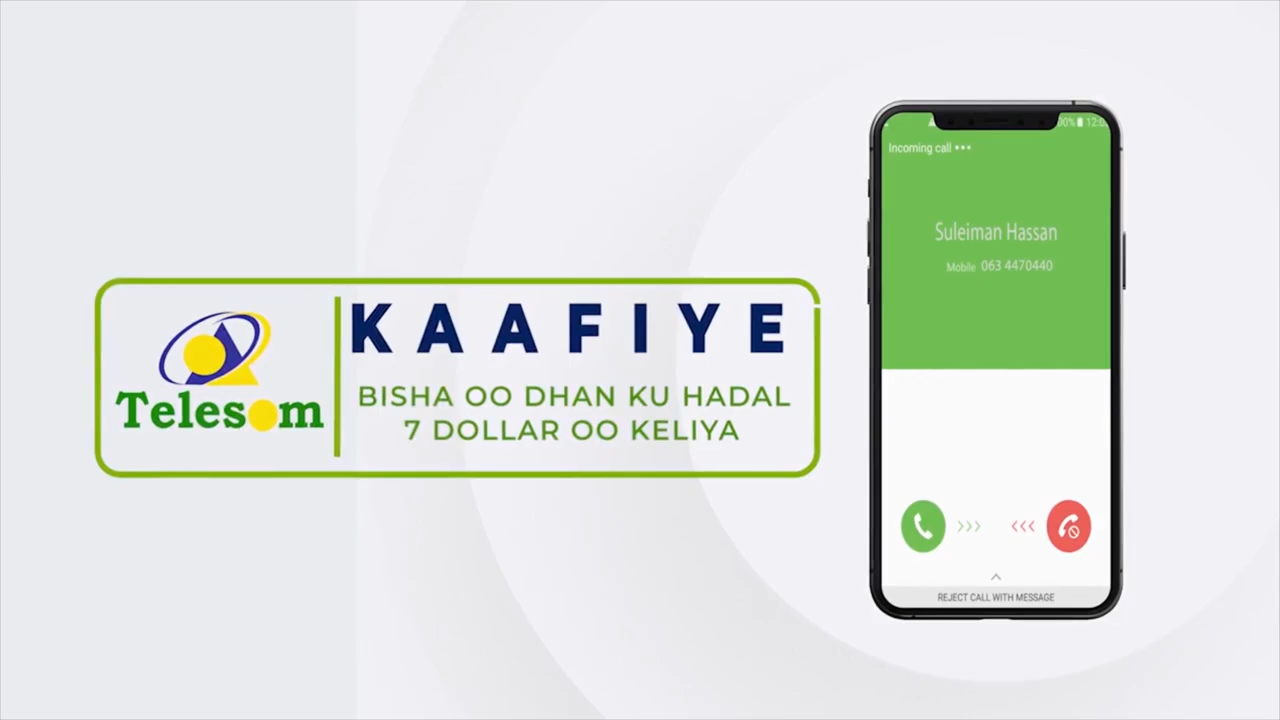 Telesom
KAAFIYE
BISHA OO DHAN KU HADAL
7 DOLLAR OO KELIYA
Incoming call •••
Suleiman Hassan
Mobile 063 4470440
REJECT CALL WITH MESSAGE